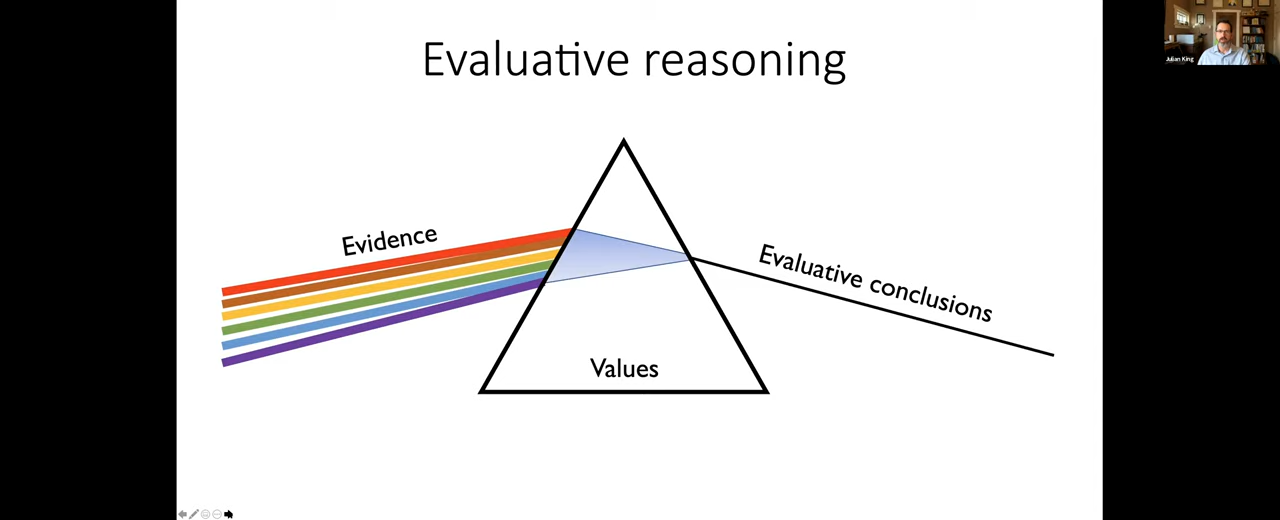 Evaluative reasoning
Julian King
Evidence
Evaluative conclusions
Values